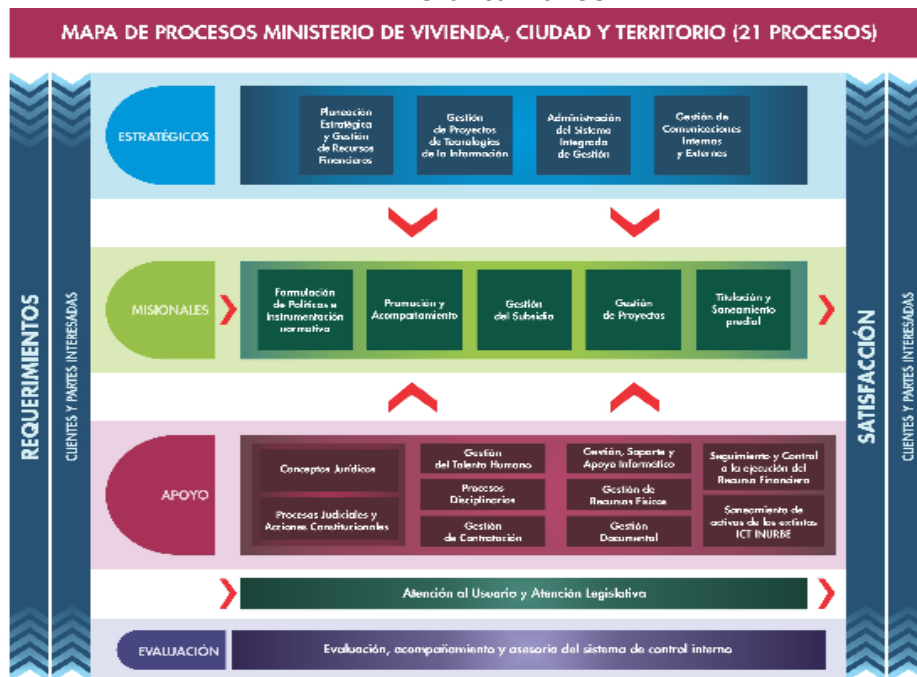 MAPA DE PROCESOS MINISTERIO DE VIVIENDA, CIUDAD Y TERRITORIO (21 PROCESOS)
REQUERIMIENTOS
CLIENTES Y PARTES INTERESADAS
ESTRATÉGICOS
Planeación
Estratégica
y Gestión
de Recursos
Financieros
Gestión
de Proyectos
de Tecnologías
de la Información
Administración
del Sistema
Integrado
de Gestión
Gestión de
Comunicaciones
Internas
y Externas
MISIONALES
Formulación
de Políticas e
Instrumentación
normativa
Promoción y
Acompañamiento
Gestión
del Subsidio
Gestión
de Proyectos
Titulación y
Saneamiento
predial
APOYO
Conceptos Jurídicos
Procesos Judiciales y
Acciones Constitucionales
Gestión
del Talento Humano
Procesos
Disciplinarios
Gestión
de Contratación
Gestión, Soporte y
Apoyo Informático
Gestión de
Recursos Físicos
Gestión
Documental
Seguimiento y Control
a la ejecución del
Recurso Financiero
Saneamiento de
activos de los extintos
ICT INURBE
Atención al Usuario y Atención Legislativa
EVALUACIÓN
Evaluación, acompañamiento y asesoría del sistema de control interno
SATISFACCIÓN
CLIENTES Y PARTES INTERESADAS